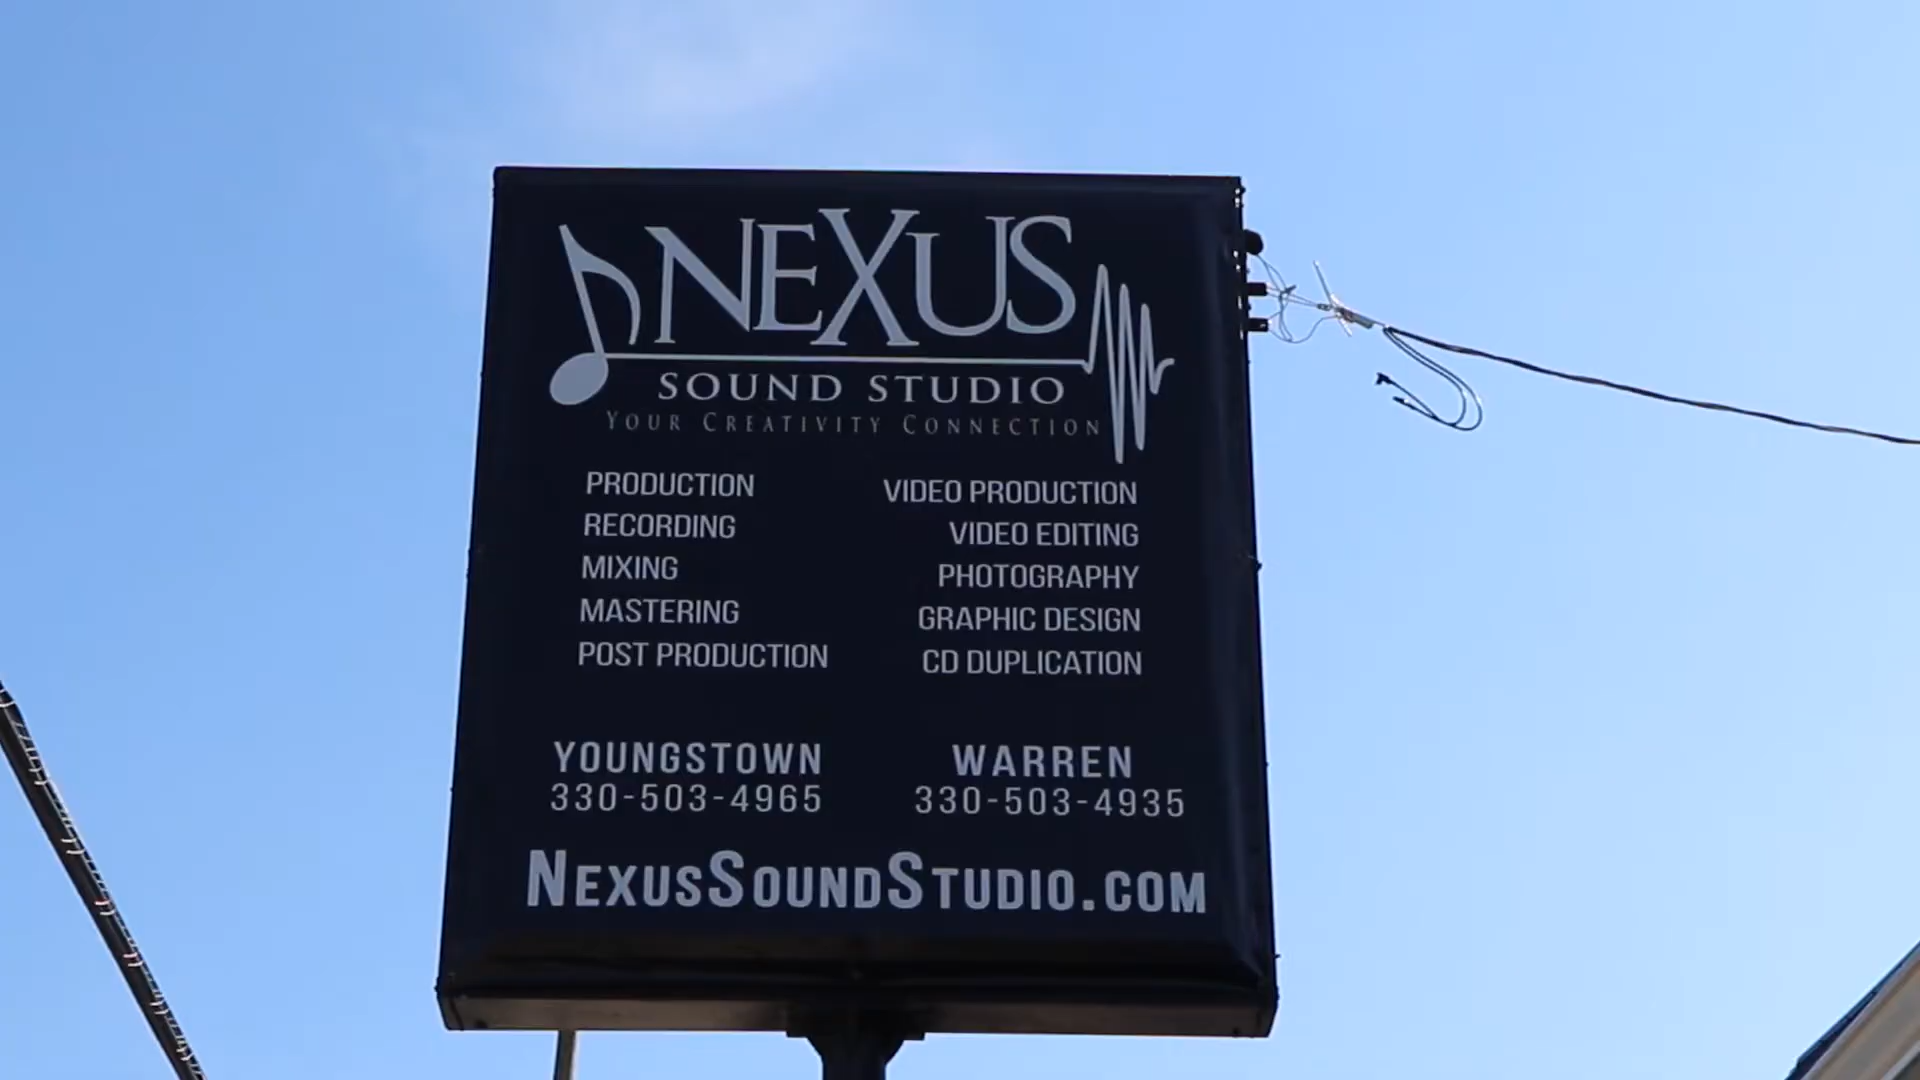 NEXUS
SOUND STUDIO
YOUR CREATIVITY CONNECTION
PRODUCTION
RECORDING
MIXING
MASTERING
POST PRODUCTION
VIDEO PRODUCTION
VIDEO EDITING
PHOTOGRAPHY
GRAPHIC DESIGN
CD DUPLICATION
YOUNGSTOWN
330-503-4965
WARREN
330-503-4935
NEXUSSOUNDSTUDIO.COM